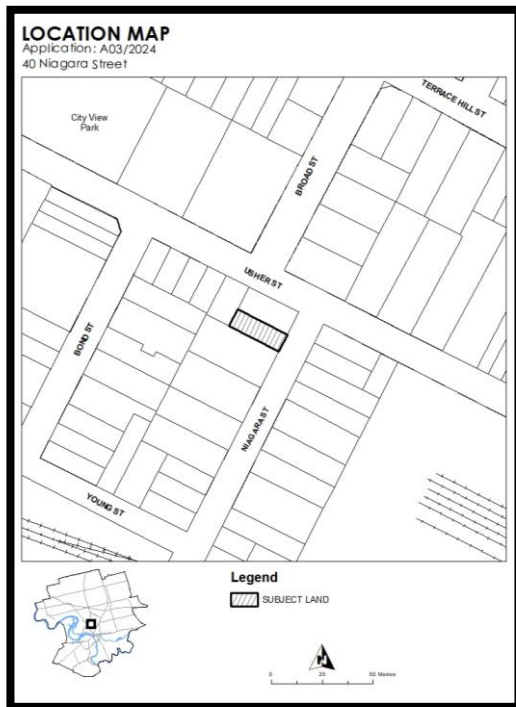 LOCATION MAP
Application: A03/2024
40 Niagara Street
City View
Park
TERRACE HILL ST
BROAD ST
USHER ST
BOND ST
NIAGARA ST
YOUNG ST
Legend
SUBJECT LAND
N
0 25 50 Metres